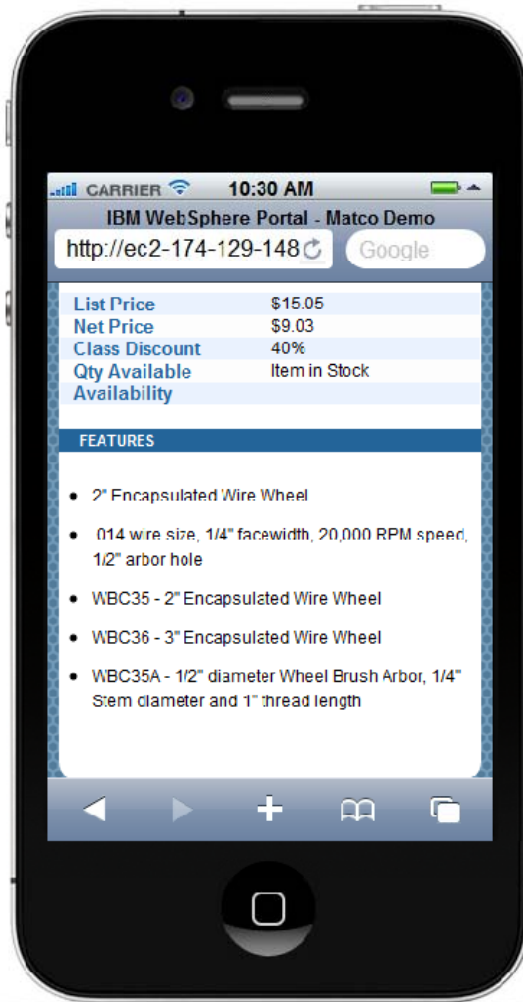 CARRIER 10:30 AM
IBM WebSphere Portal - Matco Demo
http://ec2-174-129-148 Google
List Price $15.05
Net Price $9.03
Class Discount 40%
Qty Available Item in Stock
Availability
FEATURES
• 2" Encapsulated Wire Wheel
• .014 wire size, 1/4" facewidth, 20,000 RPM speed,
1/2" arbor hole
• WBC35 - 2" Encapsulated Wire Wheel
• WBC36 - 3" Encapsulated Wire Wheel
• WBC35A - 1/2" diameter Wheel Brush Arbor, 1/4"
Stem diameter and 1" thread length